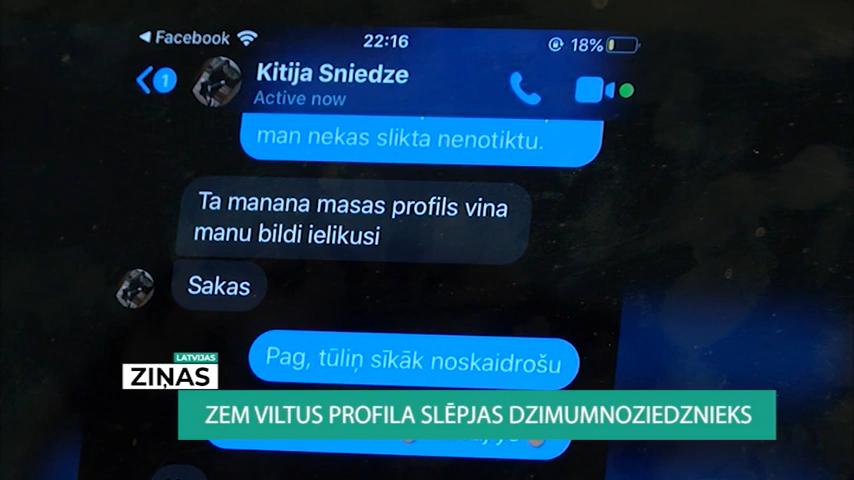 Facebook
22:16
18%
1
Kitija Sniedze
Active now
man nekas slikta nenotiktu.
Ta manana masas profils vina
manu bildi ielikusi
Sakas
Pag, tūliņ sīkāk noskaidrošu
LATVIJAS
ZIŅAS
ZEM VILTUS PROFILA SLĒPJAS DZIMUMNOZIEDZNIEKS